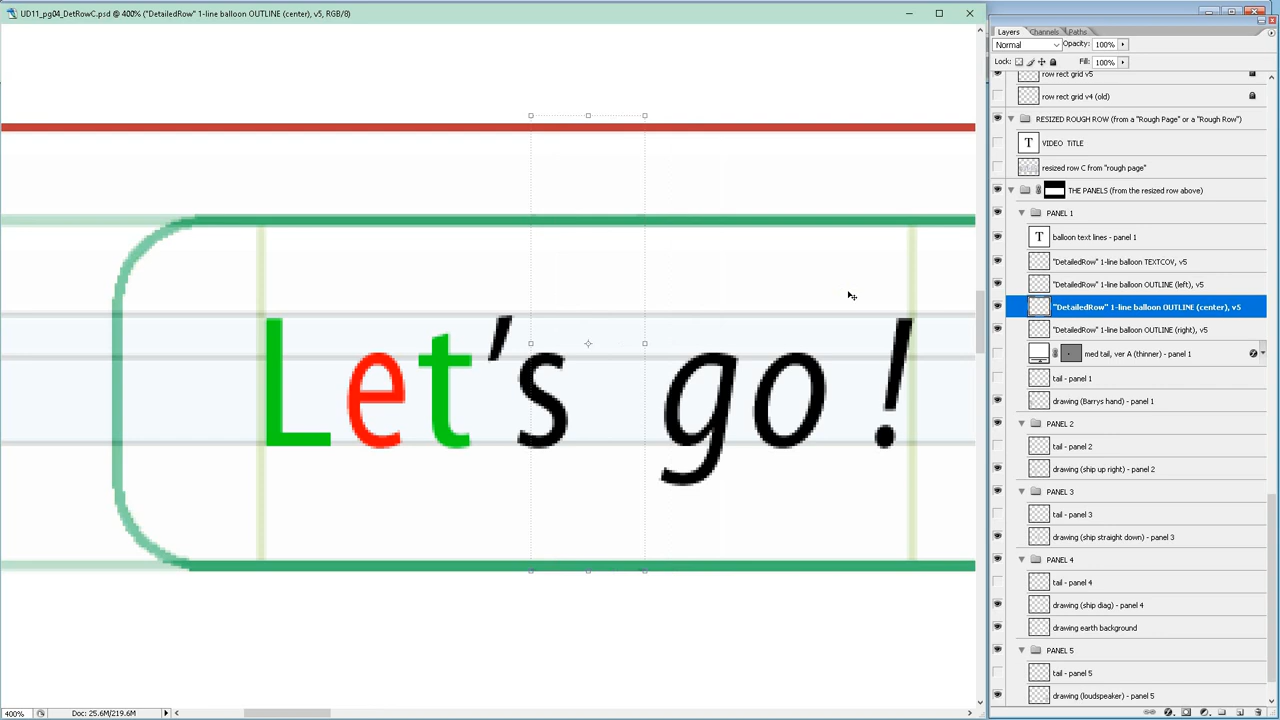 UD11_pg04_DetRowC.psd @ 400% ("DetailedRow" 1-line balloon OUTLINE (center), v5, RGB/8)
Layers Channels Paths
Normal Opacity: 100%
Lock: Fill: 100%
row rect grid v5
row rect grid v4 (old)
RESIZED ROUGH ROW (from a "Rough Page" or a "Rough Row")
T VIDEO TITLE
resized row C from "rough page"
THE PANELS (from the resized row above)
PANEL 1
T balloon text lines - panel 1
"DetailedRow" 1-line balloon TEXTCOV, v5
"DetailedRow" 1-line balloon OUTLINE (left), v5
"DetailedRow" 1-line balloon OUTLINE (center), v5
"DetailedRow" 1-line balloon OUTLINE (right), v5
med tail, ver A (thinner) - panel 1
tail - panel 1
drawing (Barrys hand) - panel 1
PANEL 2
tail - panel 2
drawing (ship up right) - panel 2
PANEL 3
tail - panel 3
drawing (ship straight down) - panel 3
PANEL 4
tail - panel 4
drawing (ship diag) - panel 4
drawing earth background
PANEL 5
tail - panel 5
drawing (loudspeaker) - panel 5
Let's go!
400% Doc: 25.6M/219.6M